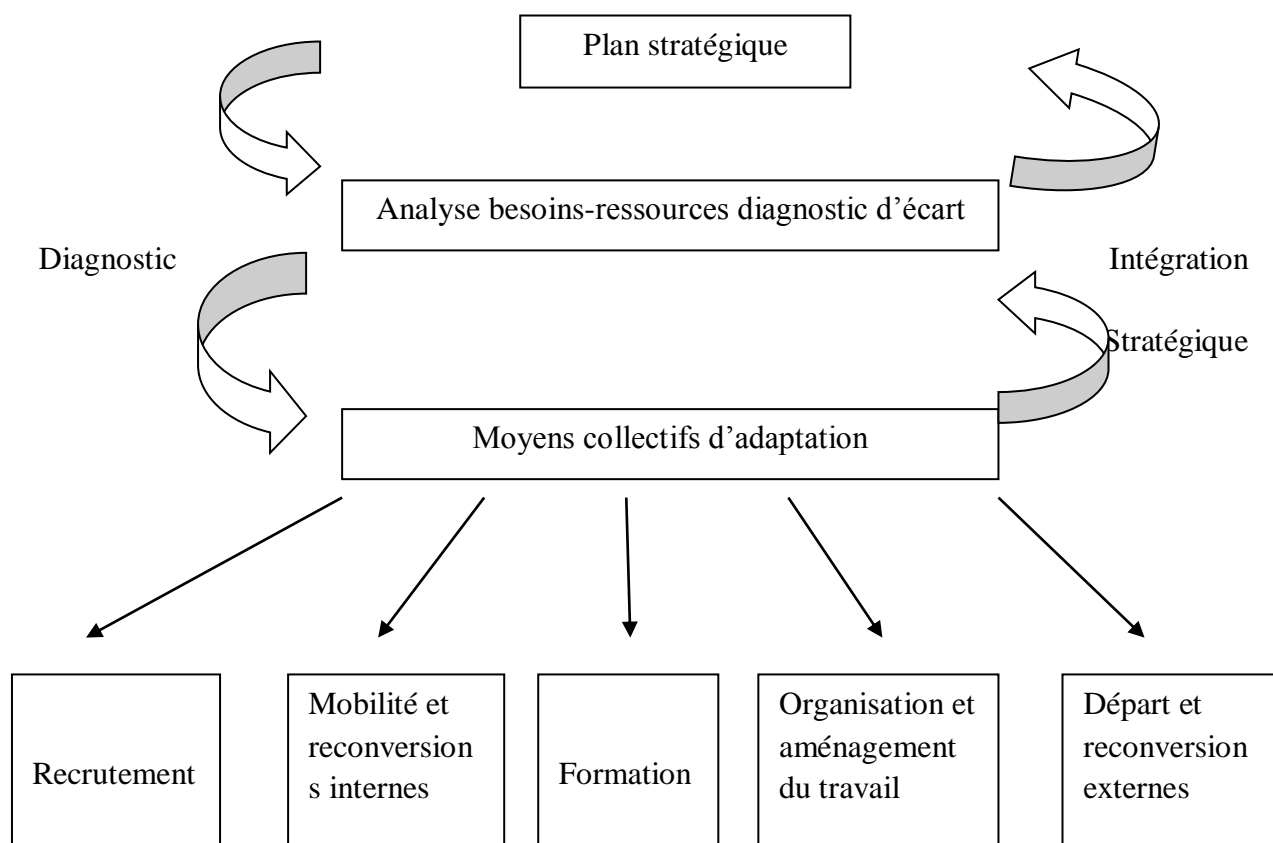 Plan stratégique
Analyse besoins-ressources diagnostic d’écart
Diagnostic
Intégration
Stratégique
Moyens collectifs d’adaptation
Recrutement
Mobilité et
reconversion
s internes
Formation
Organisation et
aménagement
du travail
Départ et
reconversion
externes